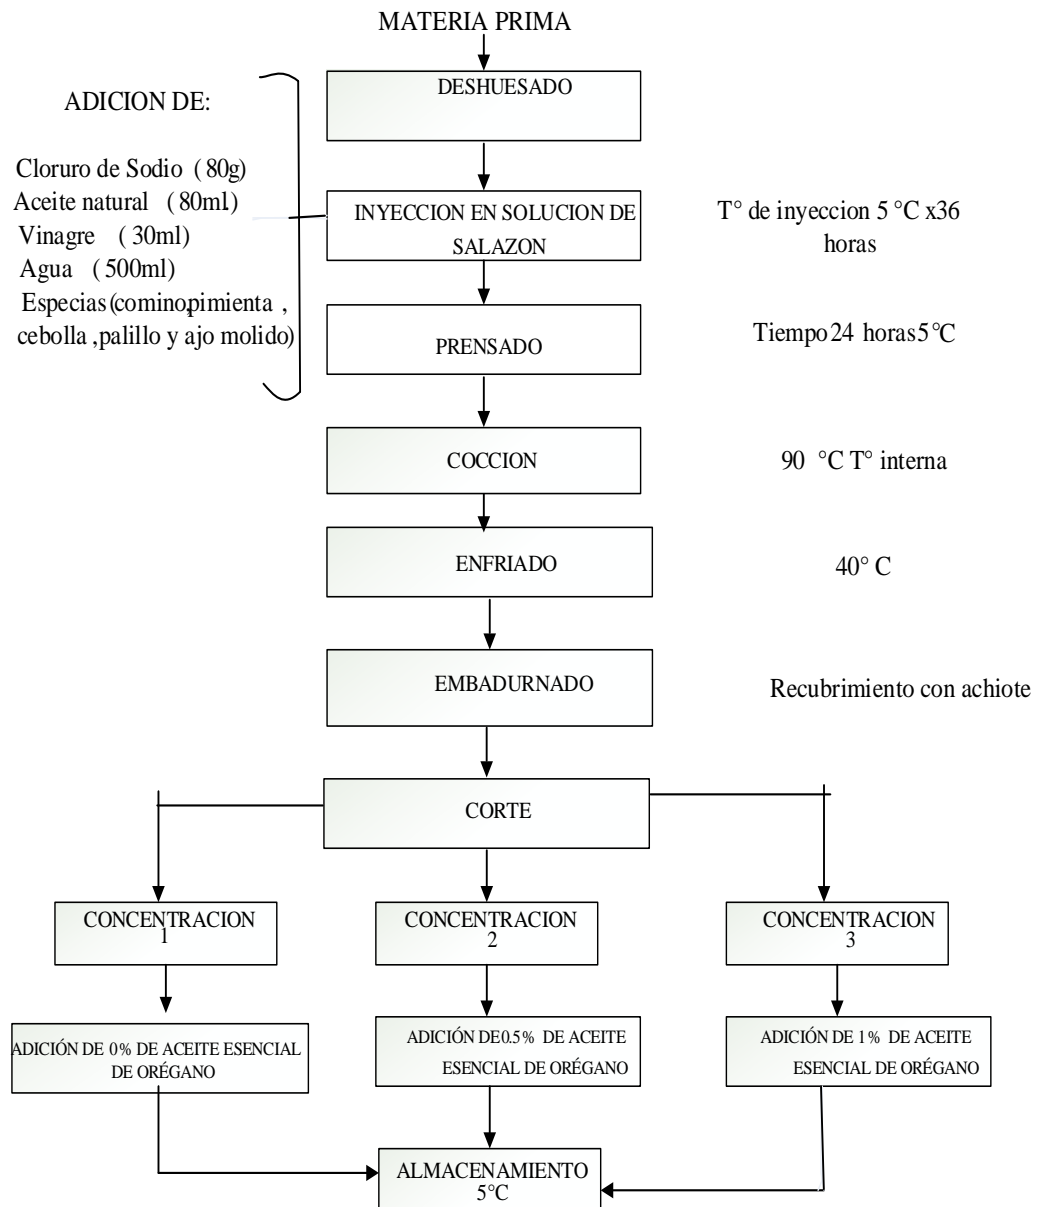 MATERIA PRIMA
DESHUESADO
ADICION DE:
Cloruro de Sodio (80g)
Aceite natural (80ml)
Vinagre (30ml)
Agua (500ml)
Especias(comino,pimienta ,
cebolla ,palillo y ajo molido)
INYECCION EN SOLUCION DE
SALAZON
T° de inyeccion 5 °C x36
horas
PRENSADO
Tiempo 24 horas 5°C
COCCION
90 °C T° interna
ENFRIADO
40° C
EMBADURNADO
Recubrimiento con achiote
CORTE
CONCENTRACION
1
CONCENTRACION
2
CONCENTRACION
3
ADICIÓN DE 0% DE ACEITE ESENCIAL
DE ORÉGANO
ADICIÓN DE 0.5% DE ACEITE
ESENCIAL DE ORÉGANO
ADICIÓN DE 1% DE ACEITE
ESENCIAL DE ORÉGANO
ALMACENAMIENTO
5°C